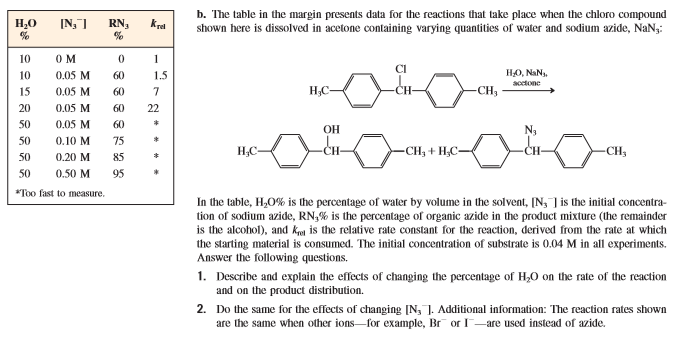 H₂O % [N₃⁻] RN₃ % k_rel
10 0 M 0 1
10 0.05 M 60 1.5
15 0.05 M 60 7
20 0.05 M 60 22
50 0.05 M 60 *
50 0.10 M 75 *
50 0.20 M 85 *
50 0.50 M 95 *
*Too fast to measure.
b. The table in the margin presents data for the reactions that take place when the chloro compound
shown here is dissolved in acetone containing varying quantities of water and sodium azide, NaN₃:
Cl
H₃C CH CH₃
H₂O, NaN₃,
acetone
OH
H₃C CH CH₃ + H₃C
N₃
CH CH₃
In the table, H₂O% is the percentage of water by volume in the solvent, [N₃⁻] is the initial concentra-
tion of sodium azide, RN₃% is the percentage of organic azide in the product mixture (the remainder
is the alcohol), and k_rel is the relative rate constant for the reaction, derived from the rate at which
the starting material is consumed. The initial concentration of substrate is 0.04 M in all experiments.
Answer the following questions.
1. Describe and explain the effects of changing the percentage of H₂O on the rate of the reaction
and on the product distribution.
2. Do the same for the effects of changing [N₃⁻]. Additional information: The reaction rates shown
are the same when other ions—for example, Br⁻ or I⁻—are used instead of azide.